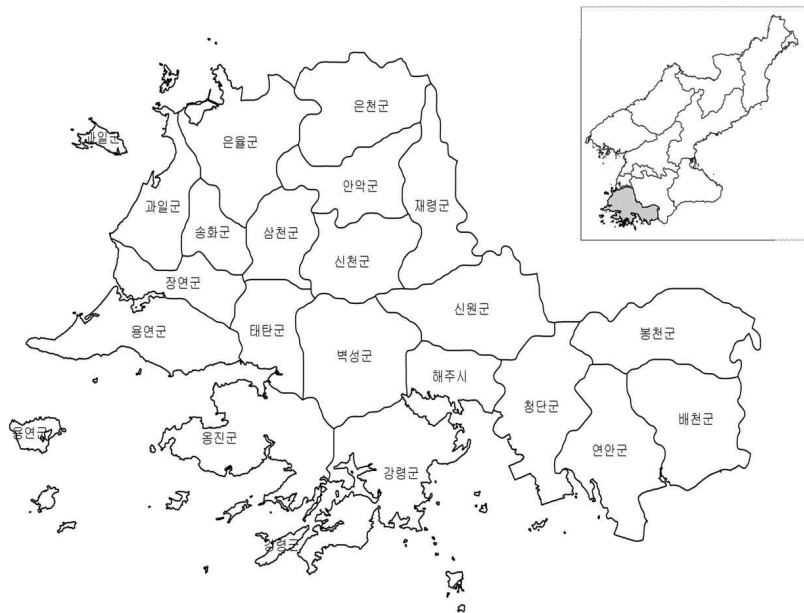 은천군
과일군
은율군
안악군
재령군
과일군
송화군
삼천군
신천군
장연군
신원군
용연군
태탄군
벽성군
봉천군
해주시
청단군
배천군
용연군
옹진군
연안군
강령군
강령군